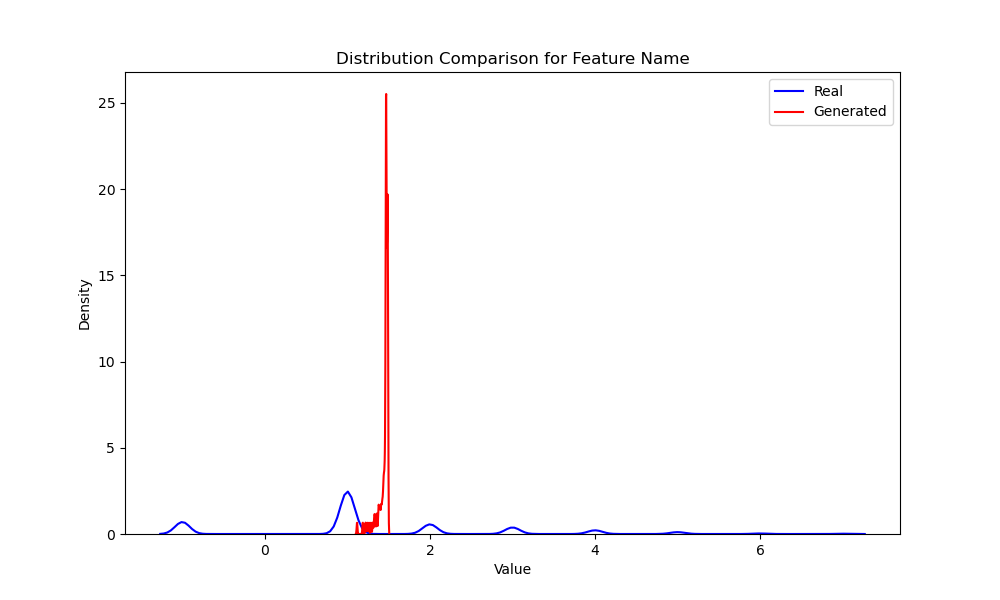 Distribution Comparison for Feature Name
Real
Generated
25
20
15
10
5
0
Density
0 2 4 6
Value